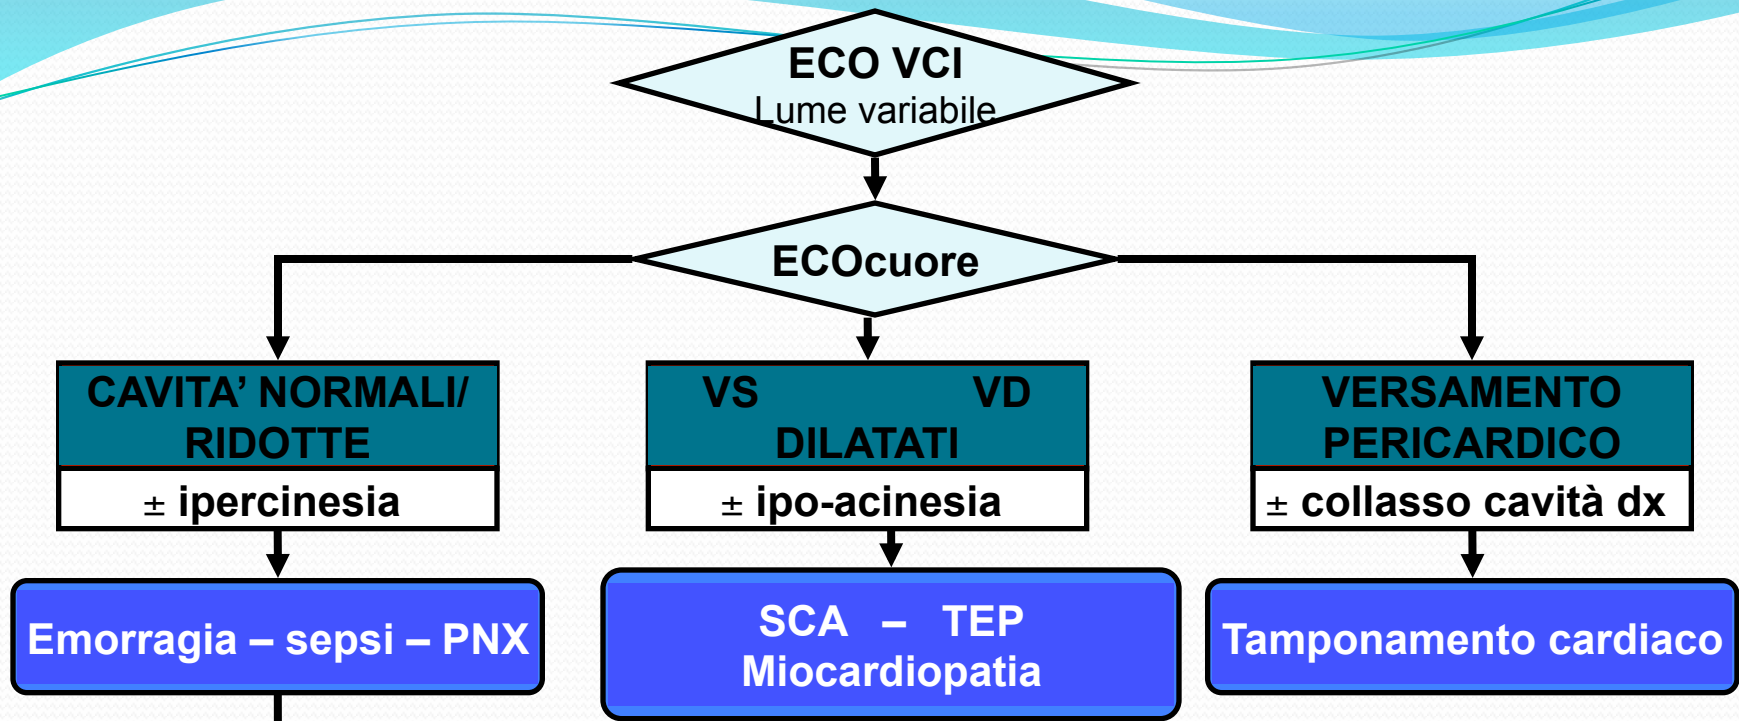 ECO VCI
Lume variabile
ECOcuore
CAVITA’ NORMALI/
RIDOTTE
± ipercinesia
Emorragia – sepsi – PNX
VS VD
DILATATI
± ipo-acinesia
SCA – TEP
Miocardiopatia
VERSAMENTO
PERICARDICO
± collasso cavità dx
Tamponamento cardiaco